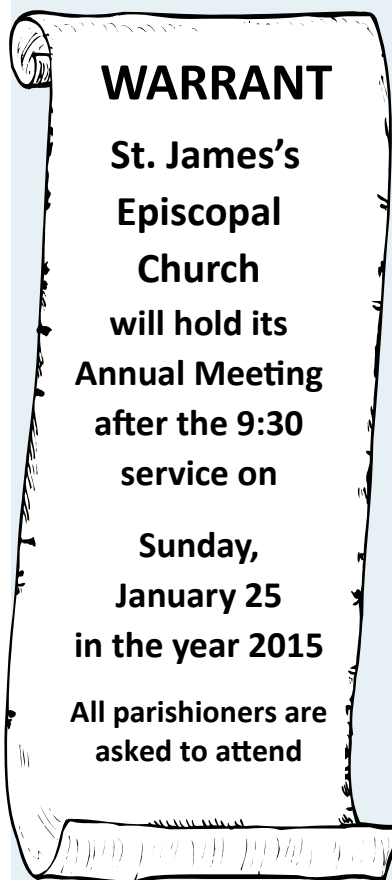 WARRANT
St. James’s
Episcopal
Church
will hold its
Annual Meeting
after the 9:30
service on
Sunday,
January 25
in the year 2015
All parishioners are
asked to attend